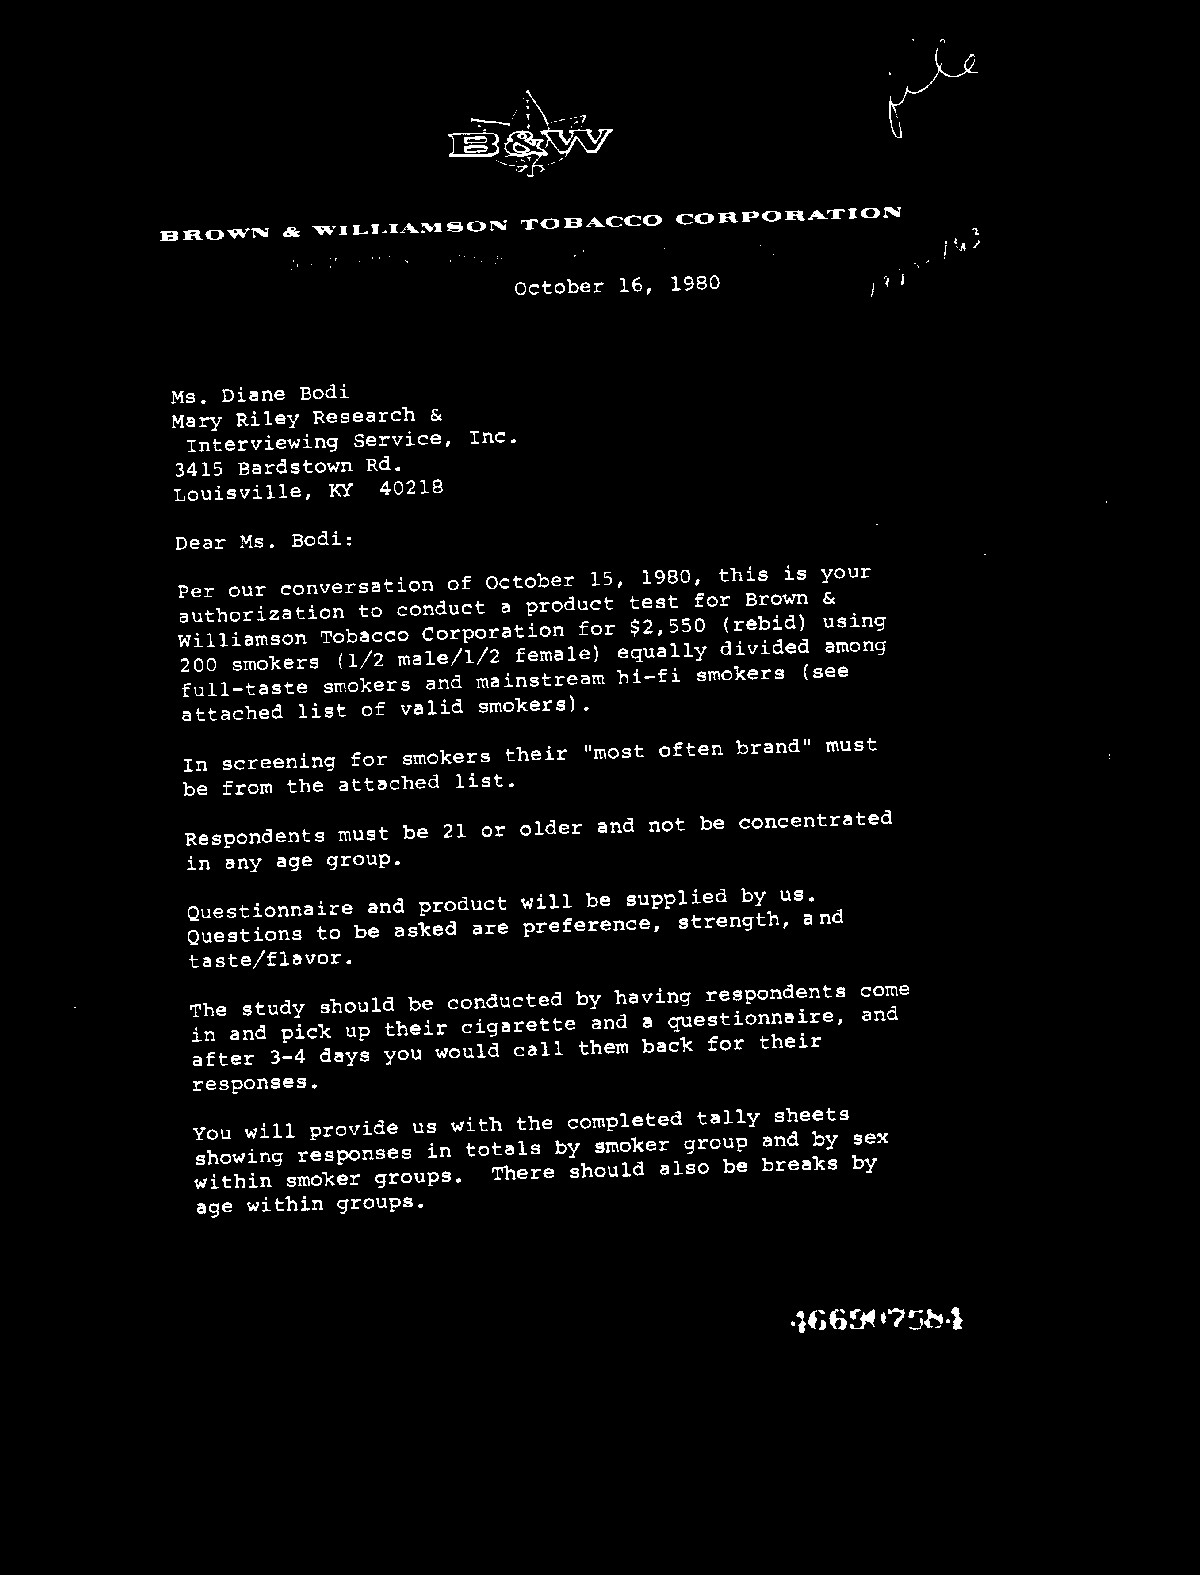 file
B&W
BROWN & WILLIAMSON TOBACCO CORPORATION
October 16, 1980
Ms. Diane Bodi
Mary Riley Research &
Interviewing Service, Inc.
3415 Bardstown Rd.
Louisville, KY 40218
Dear Ms. Bodi:
Per our conversation of October 15, 1980, this is your
authorization to conduct a product test for Brown &
Williamson Tobacco Corporation for $2,550 (rebid) using
200 smokers (1/2 male/1/2 female) equally divided among
full-taste smokers and mainstream hi-fi smokers (see
attached list of valid smokers).
In screening for smokers their "most often brand" must
be from the attached list.
Respondents must be 21 or older and not be concentrated
in any age group.
Questionnaire and product will be supplied by us.
Questions to be asked are preference, strength, and
taste/flavor.
The study should be conducted by having respondents come
in and pick up their cigarette and a questionnaire, and
after 3-4 days you would call them back for their
responses.
You will provide us with the completed tally sheets
showing responses in totals by smoker group and by sex
within smoker groups. There should also be breaks by
age within groups.
466907584